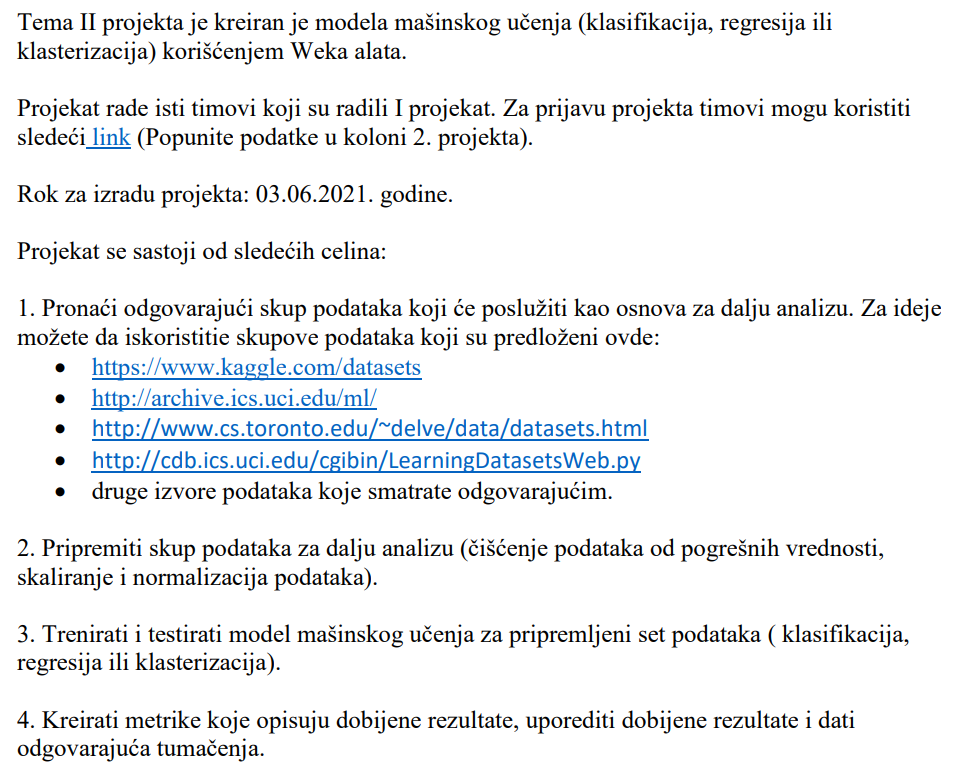 Tema II projekta je kreiran je modela mašinskog učenja (klasifikacija, regresija ili
klasterizacija) korišćenjem Weka alata.
Projekat rade isti timovi koji su radili I projekat. Za prijavu projekta timovi mogu koristiti
sledeći link (Popunite podatke u koloni 2. projekta).
Rok za izradu projekta: 03.06.2021. godine.
Projekat se sastoji od sledećih celina:
1. Pronaći odgovarajući skup podataka koji će poslužiti kao osnova za dalju analizu. Za ideje
možete da iskoristitie skupove podataka koji su predloženi ovde:
• https://www.kaggle.com/datasets
• http://archive.ics.uci.edu/ml/
• http://www.cs.toronto.edu/~delve/data/datasets.html
• http://cdb.ics.uci.edu/cgibin/LearningDatasetsWeb.py
• druge izvore podataka koje smatrate odgovarajućim.
2. Pripremiti skup podataka za dalju analizu (čišćenje podataka od pogrešnih vrednosti,
skaliranje i normalizacija podataka).
3. Trenirati i testirati model mašinskog učenja za pripremljeni set podataka ( klasifikacija,
regresija ili klasterizacija).
4. Kreirati metrike koje opisuju dobijene rezultate, uporediti dobijene rezultate i dati
odgovarajuća tumačenja.